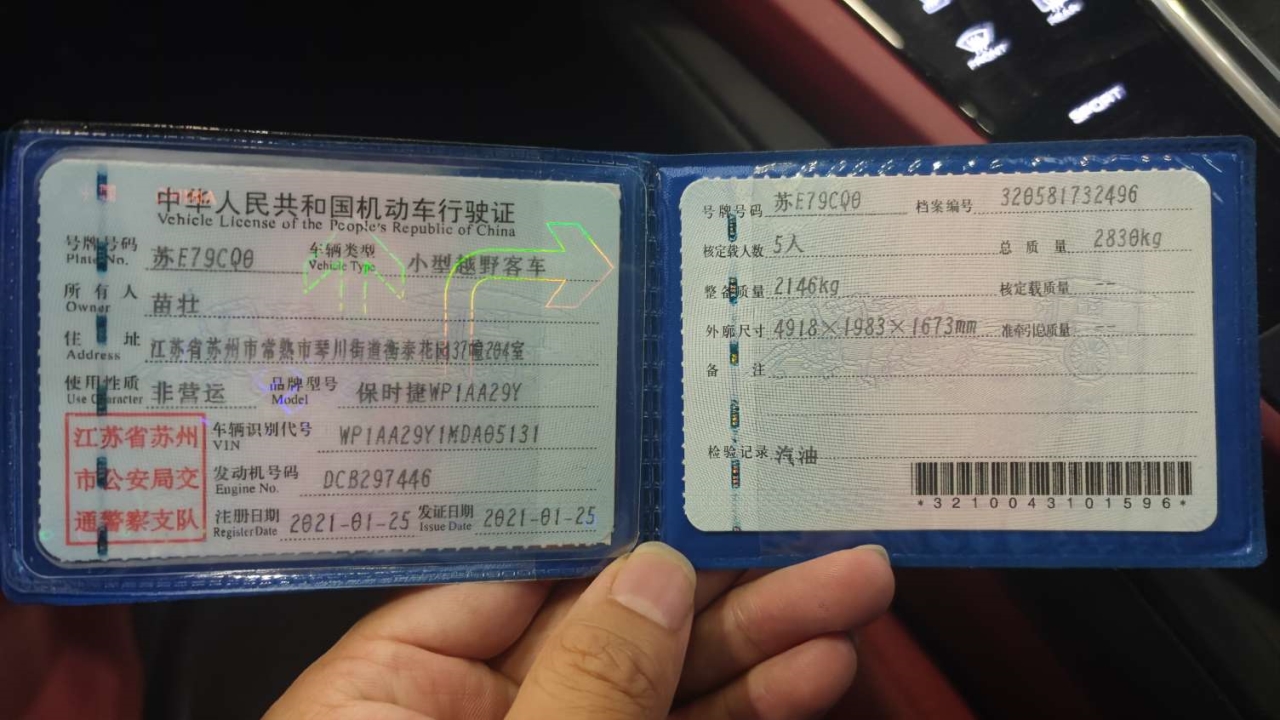 中华人民共和国机动车行驶证
Vehicle License of the People's Republic of China
号牌号码 苏E79CQ0 车辆类型 小型越野客车
Plate No. Vehicle Type
所有人 苗壮
Owner
住址 江苏省苏州市常熟市琴川街道衡泰花园37幢204室
Address
使用性质 非营运 品牌型号 保时捷WP1AA29Y
Use Character Model
江苏省苏州
市公安局交
通警察支队
车辆识别代号 WP1AA29Y1MDA05131
VIN
发动机号码 DCB297446
Engine No.
注册日期 2021-01-25 发证日期 2021-01-25
Register Date Issue Date
号牌号码 苏E79CQ0 档案编号 320581732496
核定载人数 5人 总质量 2830kg
整备质量 2146kg 核定载质量 --
外廓尺寸 4918×1983×1673mm 准牵引总质量 --
备注
检验记录 汽油
*3210043101596*
FRONT
SPORT